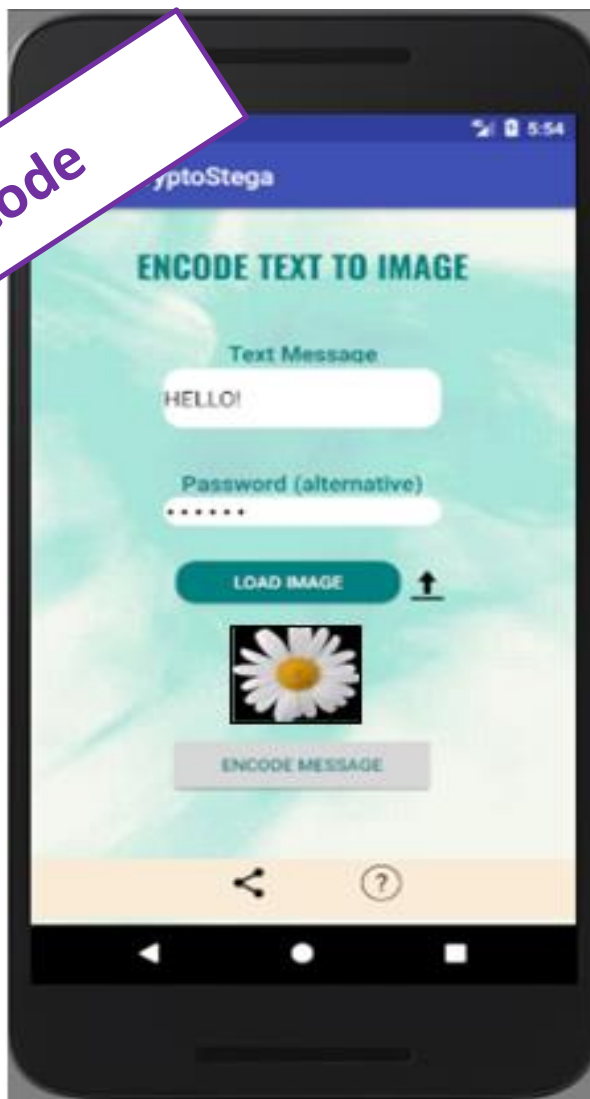 ode
5:54
yptoStega
ENCODE TEXT TO IMAGE
Text Message
HELLO!
Password (alternative)
••••••
LOAD IMAGE
ENCODE MESSAGE
?